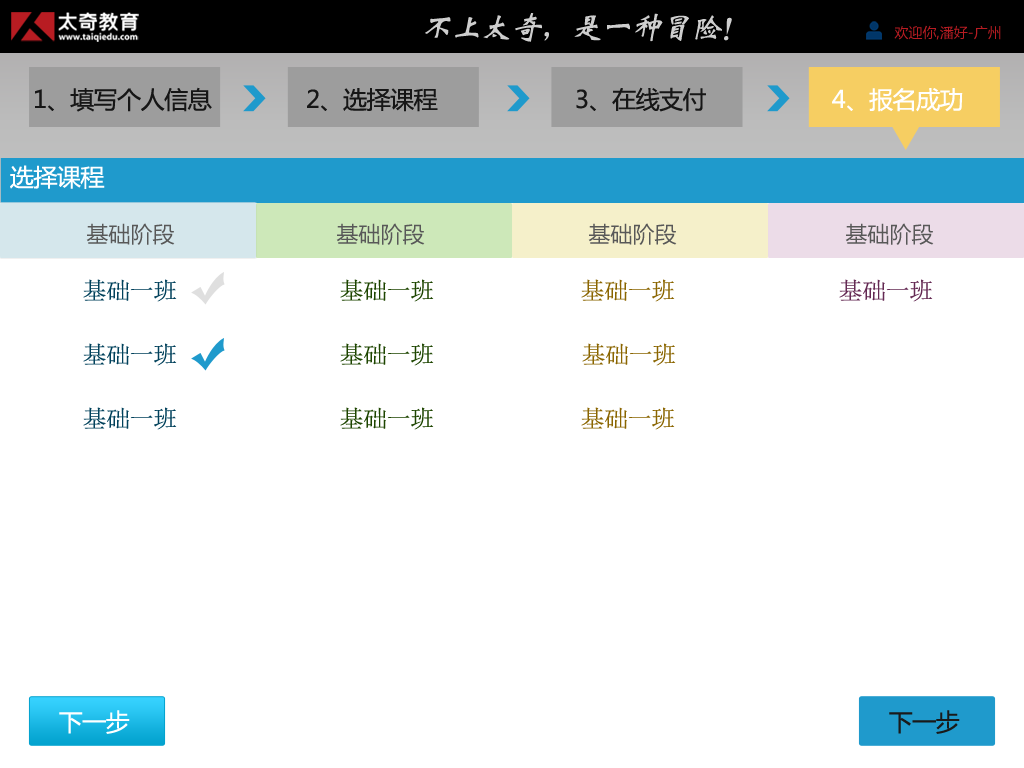 太奇教育
www.taiqiedu.com
不上太奇，是一种冒险！
欢迎你,潘好-广州
1、填写个人信息
2、选择课程
3、在线支付
4、报名成功
选择课程
基础阶段 基础阶段 基础阶段 基础阶段
基础一班 基础一班 基础一班 基础一班
基础一班 基础一班 基础一班
基础一班 基础一班 基础一班
下一步 下一步